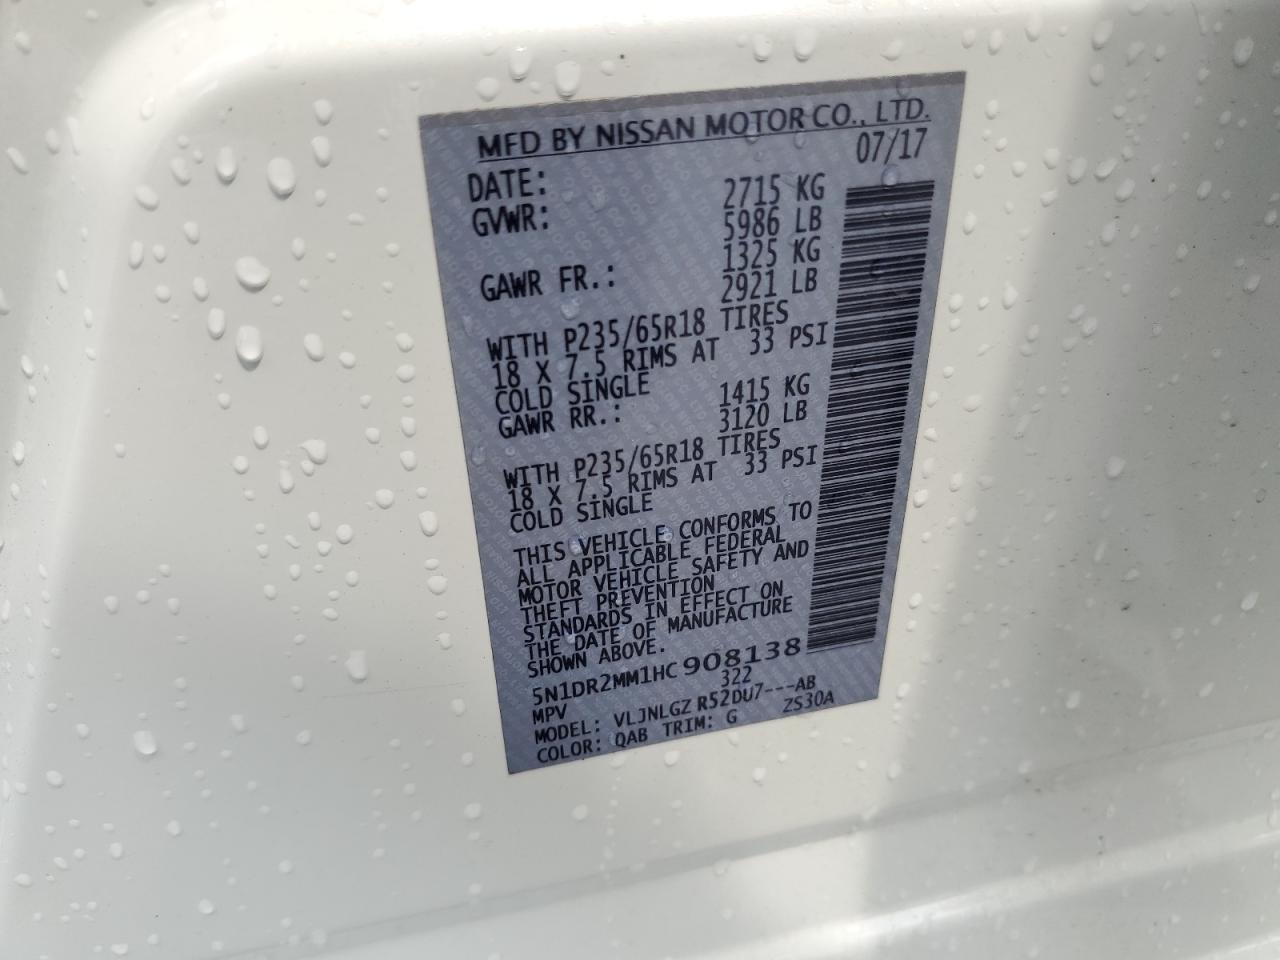 MFD BY NISSAN MOTOR CO., LTD.
DATE: 07/17
GVWR: 2715 KG
5986 LB
GAWR FR.: 1325 KG
2921 LB
WITH P235/65R18 TIRES
18 X 7.5 RIMS AT 33 PSI
COLD SINGLE
GAWR RR.: 1415 KG
3120 LB
WITH P235/65R18 TIRES
18 X 7.5 RIMS AT 33 PSI
COLD SINGLE
THIS VEHICLE CONFORMS TO
ALL APPLICABLE FEDERAL
MOTOR VEHICLE SAFETY AND
THEFT PREVENTION
STANDARDS IN EFFECT ON
THE DATE OF MANUFACTURE
SHOWN ABOVE.
5N1DR2MM1HC908138
MPV 322
MODEL: VLJNLGZ R52DU7---AB
COLOR: QAB TRIM: G ZS30A